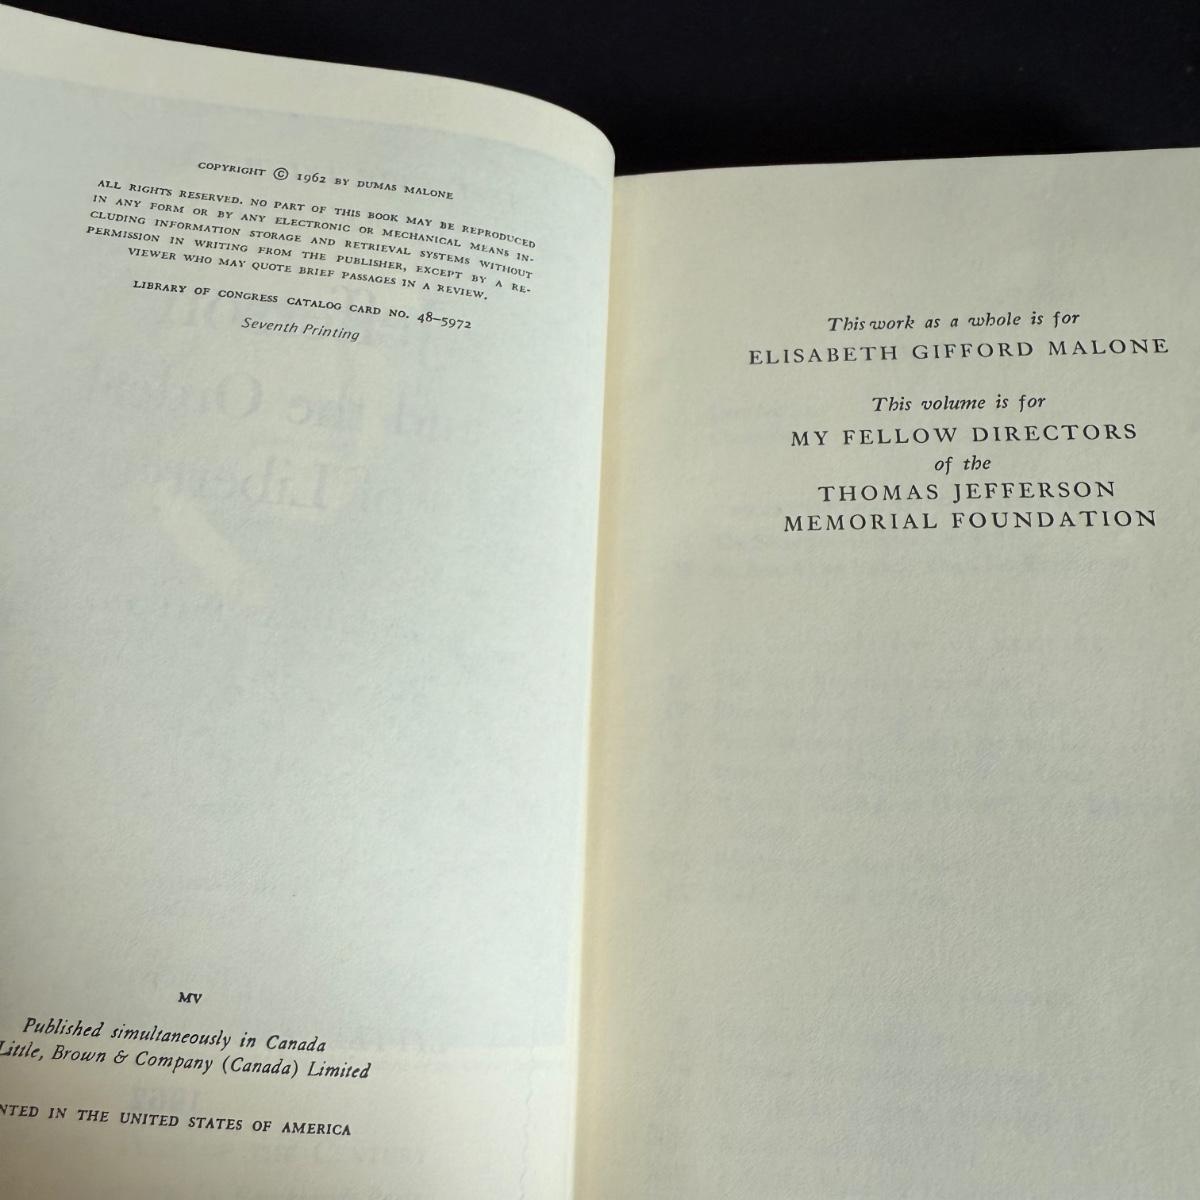 COPYRIGHT © 1962 BY DUMAS MALONE
ALL RIGHTS RESERVED. NO PART OF THIS BOOK MAY BE REPRODUCED
IN ANY FORM OR BY ANY ELECTRONIC OR MECHANICAL MEANS IN-
CLUDING INFORMATION STORAGE AND RETRIEVAL SYSTEMS WITHOUT
PERMISSION IN WRITING FROM THE PUBLISHER, EXCEPT BY A RE-
VIEWER WHO MAY QUOTE BRIEF PASSAGES IN A REVIEW.
LIBRARY OF CONGRESS CATALOG CARD NO. 48-5972
Seventh Printing
MV
Published simultaneously in Canada
Little, Brown & Company (Canada) Limited
NTED IN THE UNITED STATES OF AMERICA
This work as a whole is for
ELISABETH GIFFORD MALONE
This volume is for
MY FELLOW DIRECTORS
of the
THOMAS JEFFERSON
MEMORIAL FOUNDATION